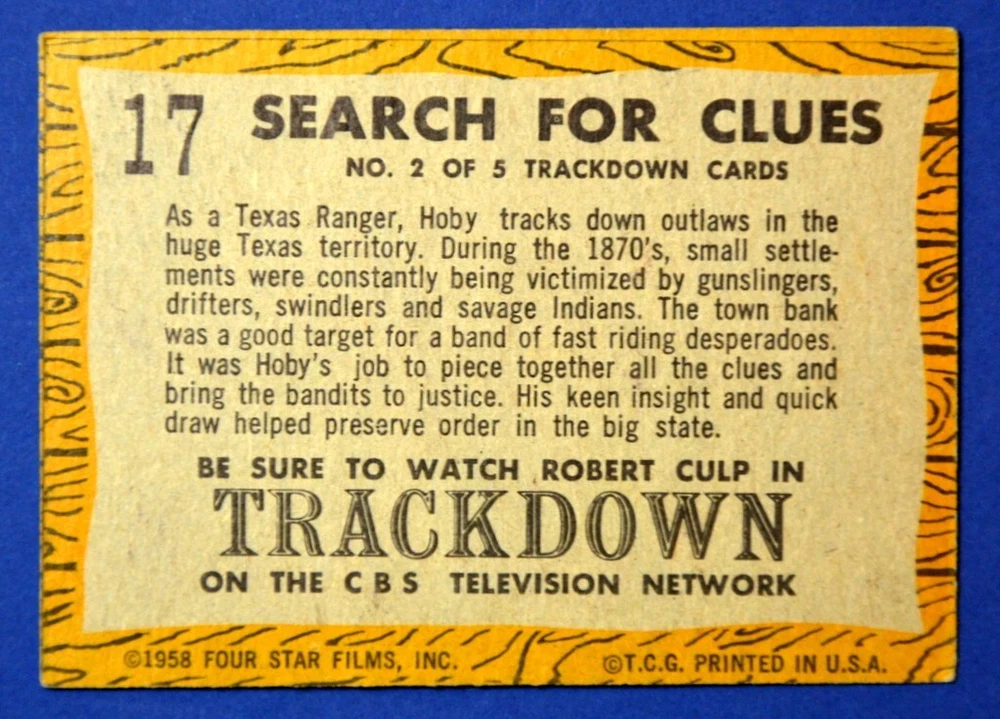 17 SEARCH FOR CLUES
NO. 2 OF 5 TRACKDOWN CARDS
As a Texas Ranger, Hoby tracks down outlaws in the
huge Texas territory. During the 1870's, small settle-
ments were constantly being victimized by gunslingers,
drifters, swindlers and savage Indians. The town bank
was a good target for a band of fast riding desperadoes.
It was Hoby's job to piece together all the clues and
bring the bandits to justice. His keen insight and quick
draw helped preserve order in the big state.
BE SURE TO WATCH ROBERT CULP IN
TRACKDOWN
ON THE CBS TELEVISION NETWORK
©1958 FOUR STAR FILMS, INC. ©T.C.G. PRINTED IN U.S.A.